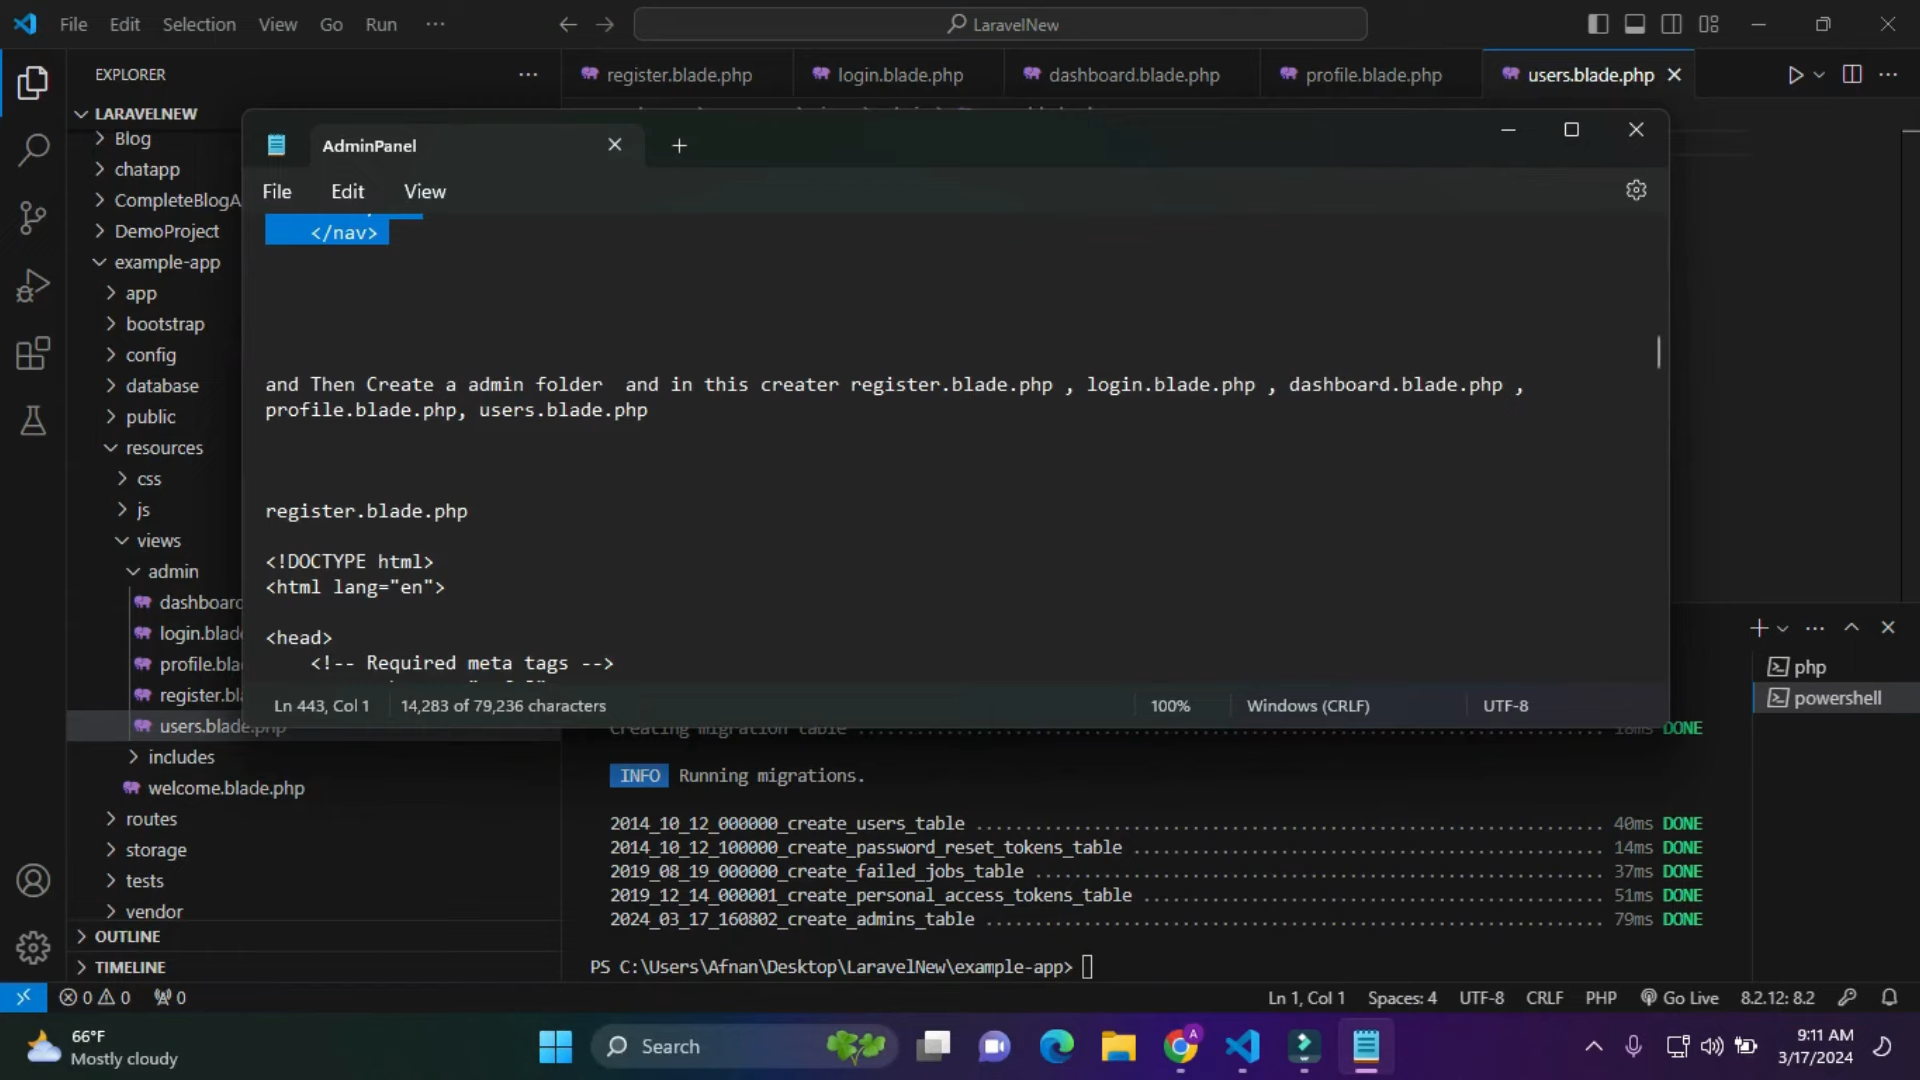 File Edit Selection View Go Run ···
LaravelNew
EXPLORER
register.blade.php login.blade.php dashboard.blade.php profile.blade.php users.blade.php
LARAVELNEW
Blog
chatapp
CompleteBlogA
DemoProject
example-app
app
bootstrap
config
database
public
resources
css
js
views
admin
dashboard
login.blade
profile.bla
register.bl
users.blade.php
includes
welcome.blade.php
routes
storage
tests
vendor
OUTLINE
TIMELINE
AdminPanel
File Edit View
</nav>
and Then Create a admin folder  and in this creater register.blade.php , login.blade.php , dashboard.blade.php ,
profile.blade.php, users.blade.php
register.blade.php
<!DOCTYPE html>
<html lang="en">
<head>
<!-- Required meta tags -->
Ln 443, Col 1 14,283 of 79,236 characters 100% Windows (CRLF) UTF-8
php
powershell
Creating migration table DONE
INFO Running migrations.
2014_10_12_000000_create_users_table 40ms DONE
2014_10_12_100000_create_password_reset_tokens_table 14ms DONE
2019_08_19_000000_create_failed_jobs_table 37ms DONE
2019_12_14_000001_create_personal_access_tokens_table 51ms DONE
2024_03_17_160802_create_admins_table 79ms DONE
PS C:\Users\Afnan\Desktop\LaravelNew\example-app>
0 0 0 Ln 1, Col 1 Spaces: 4 UTF-8 CRLF PHP Go Live 8.2.12: 8.2
66°F
Mostly cloudy
Search
A
9:11 AM
3/17/2024